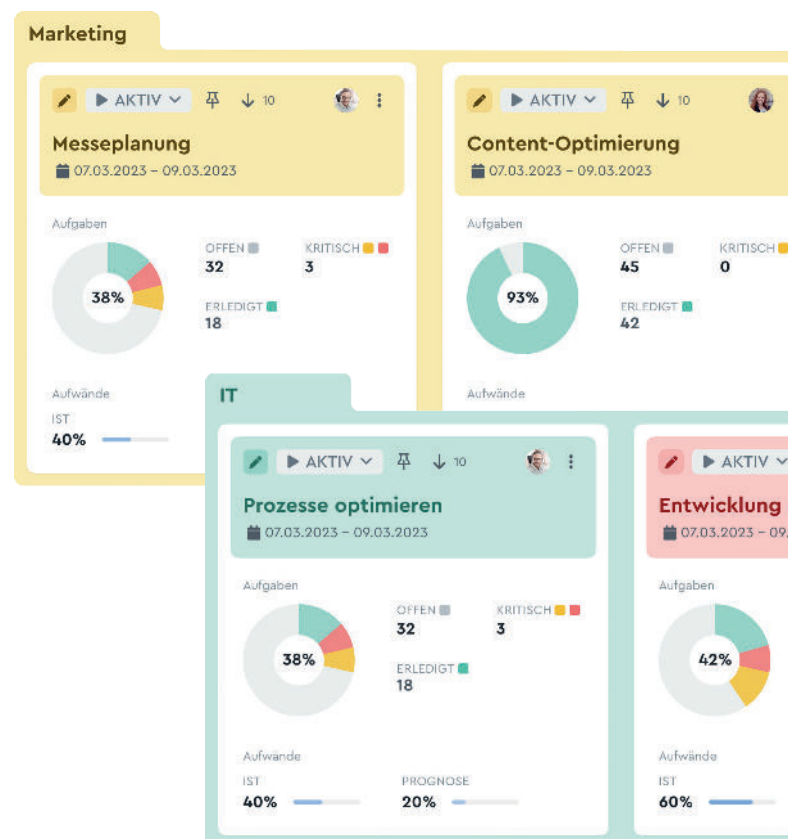 Marketing
AKTIV 10
Messeplanung
07.03.2023 – 09.03.2023
Aufgaben
38%
OFFEN
32
KRITISCH
3
ERLEDIGT
18
Aufwände
IST
40%
AKTIV 10
Content-Optimierung
07.03.2023 – 09.03.2023
Aufgaben
93%
OFFEN
45
KRITISCH
0
ERLEDIGT
42
Aufwände
IT
AKTIV 10
Prozesse optimieren
07.03.2023 – 09.03.2023
Aufgaben
38%
OFFEN
32
KRITISCH
3
ERLEDIGT
18
Aufwände
IST
40%
PROGNOSE
20%
AKTIV
Entwicklung
07.03.2023 – 09.
Aufgaben
42%
Aufwände
IST
60%